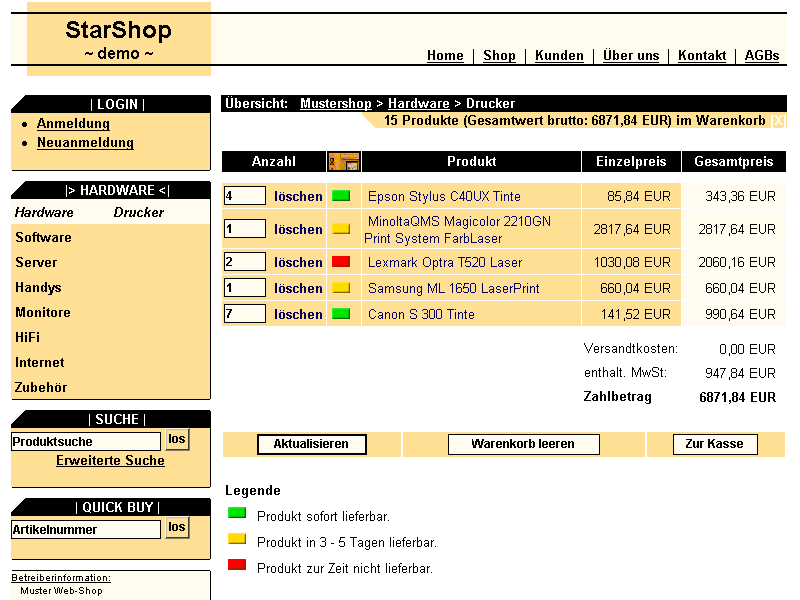 StarShop
~ demo ~
Home | Shop | Kunden | Über uns | Kontakt | AGBs
| LOGIN |
Anmeldung
Neuanmeldung
|> HARDWARE <|
Hardware Drucker
Software
Server
Handys
Monitore
HiFi
Internet
Zubehör
| SUCHE |
Produktsuche los
Erweiterte Suche
| QUICK BUY |
Artikelnummer los
Betreiberinformation:
Muster Web-Shop
Übersicht: Mustershop > Hardware > Drucker
15 Produkte (Gesamtwert brutto: 6871,84 EUR) im Warenkorb [X]
Anzahl Produkt Einzelpreis Gesamtpreis
4 löschen Epson Stylus C40UX Tinte 85,84 EUR 343,36 EUR
1 löschen MinoltaQMS Magicolor 2210GN Print System FarbLaser 2817,64 EUR 2817,64 EUR
2 löschen Lexmark Optra T520 Laser 1030,08 EUR 2060,16 EUR
1 löschen Samsung ML 1650 LaserPrint 660,04 EUR 660,04 EUR
7 löschen Canon S 300 Tinte 141,52 EUR 990,64 EUR
Versandkosten: 0,00 EUR
enthalt. MwSt: 947,84 EUR
Zahlbetrag 6871,84 EUR
Aktualisieren Warenkorb leeren Zur Kasse
Legende
Produkt sofort lieferbar.
Produkt in 3 - 5 Tagen lieferbar.
Produkt zur Zeit nicht lieferbar.